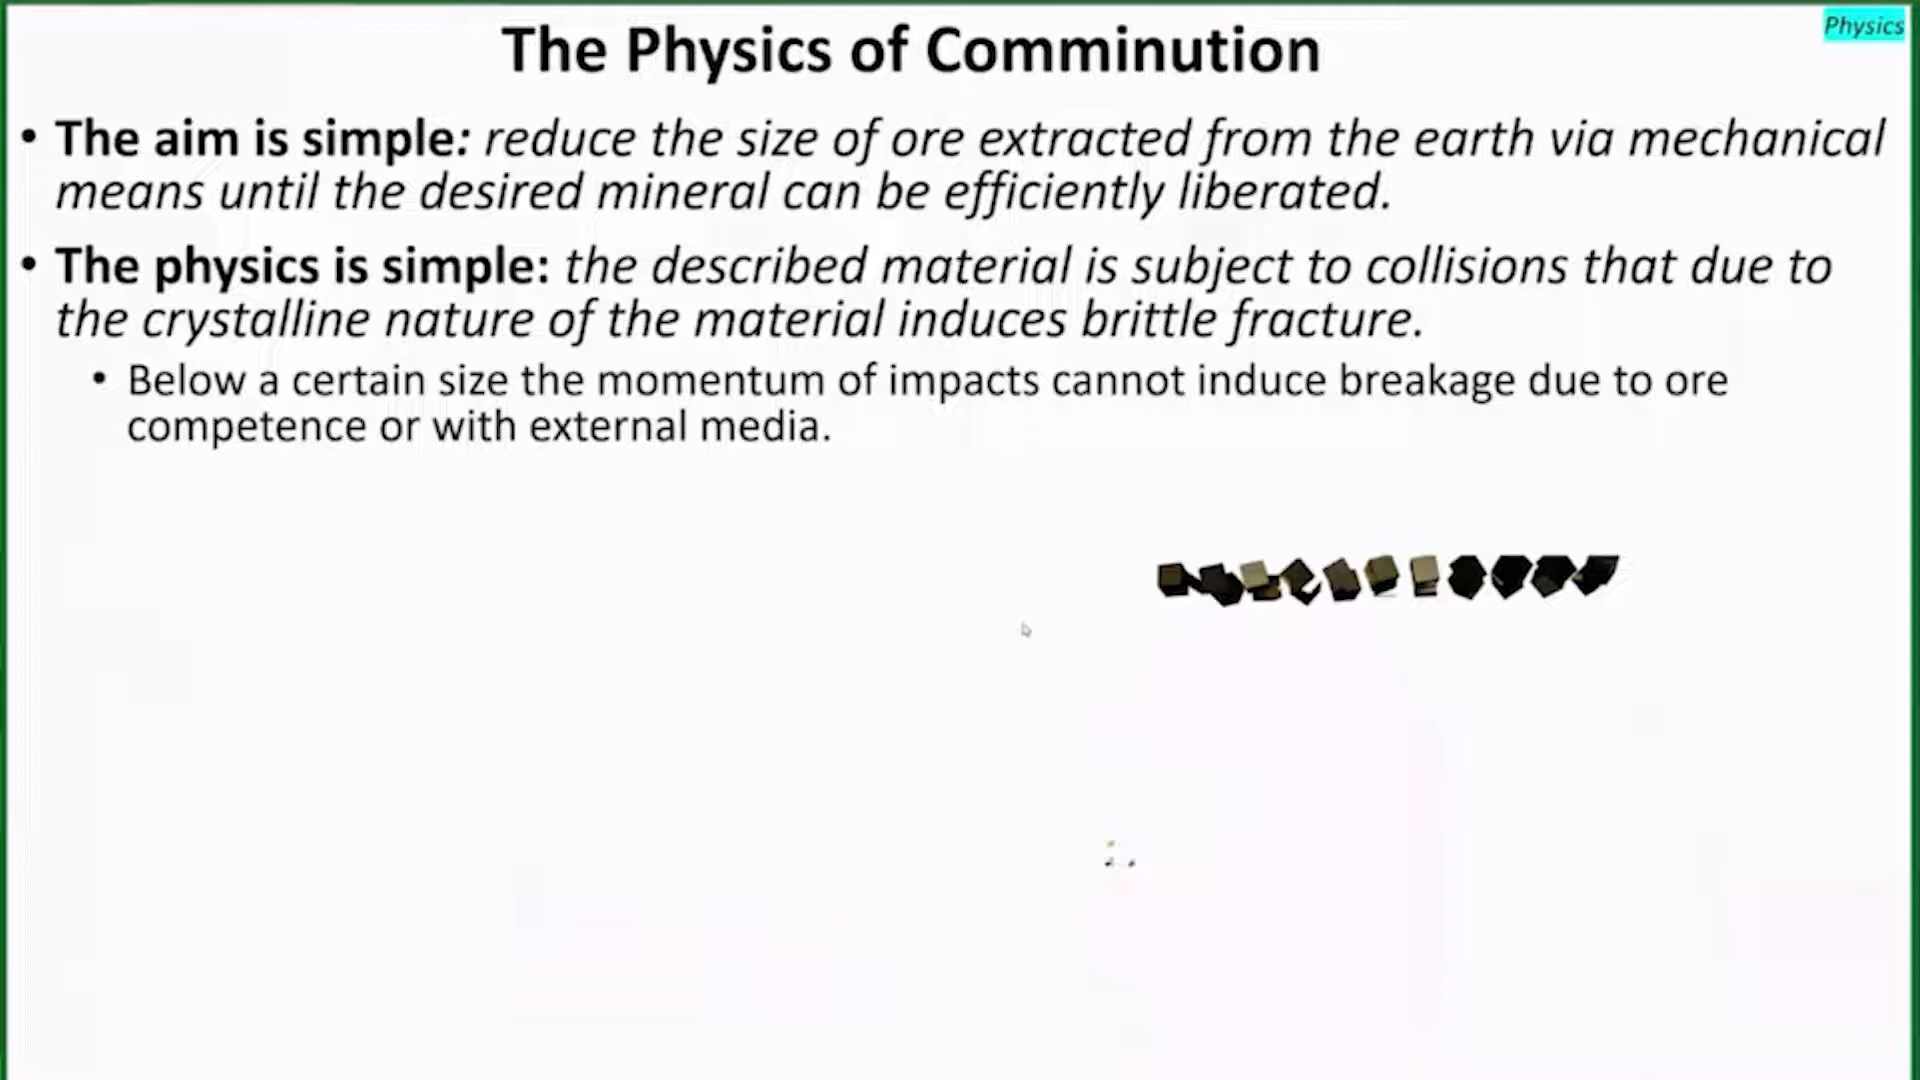 Physics
The Physics of Comminution
• The aim is simple: reduce the size of ore extracted from the earth via mechanical
means until the desired mineral can be efficiently liberated.
• The physics is simple: the described material is subject to collisions that due to
the crystalline nature of the material induces brittle fracture.
• Below a certain size the momentum of impacts cannot induce breakage due to ore
competence or with external media.